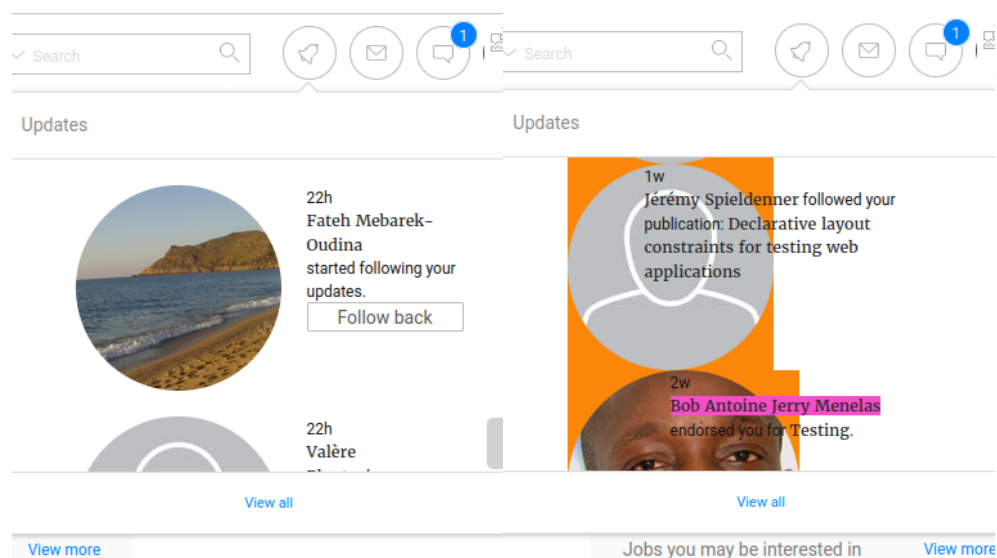 Search
1
Updates
22h
Fateh Mebarek-
Oudina
started following your
updates.
Follow back
22h
Valère
View all
View more
Search
1
Updates
1w
Jérémy Spieldenner followed your
publication: Declarative layout
constraints for testing web
applications
2w
Bob Antoine Jerry Menelas
endorsed you for Testing.
View all
Jobs you may be interested in
View more